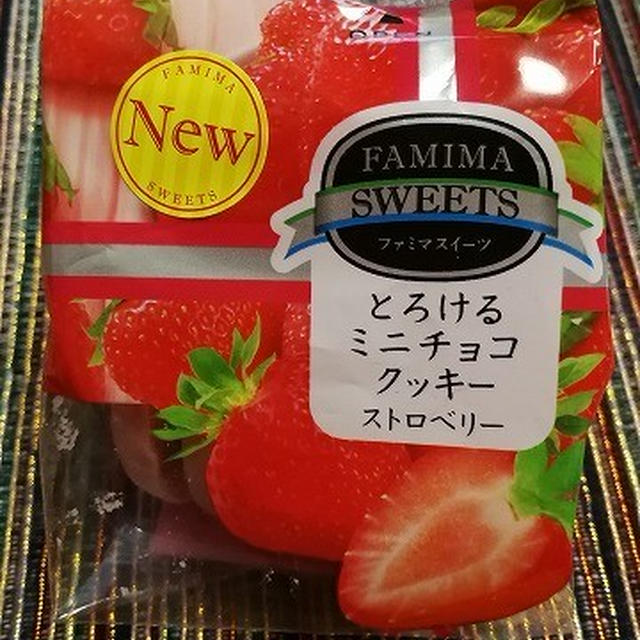 OPEN
FAMIMA
New
SWEETS
FAMIMA
SWEETS
ファミマスイーツ
とろける
ミニチョコ
クッキー
ストロベリー